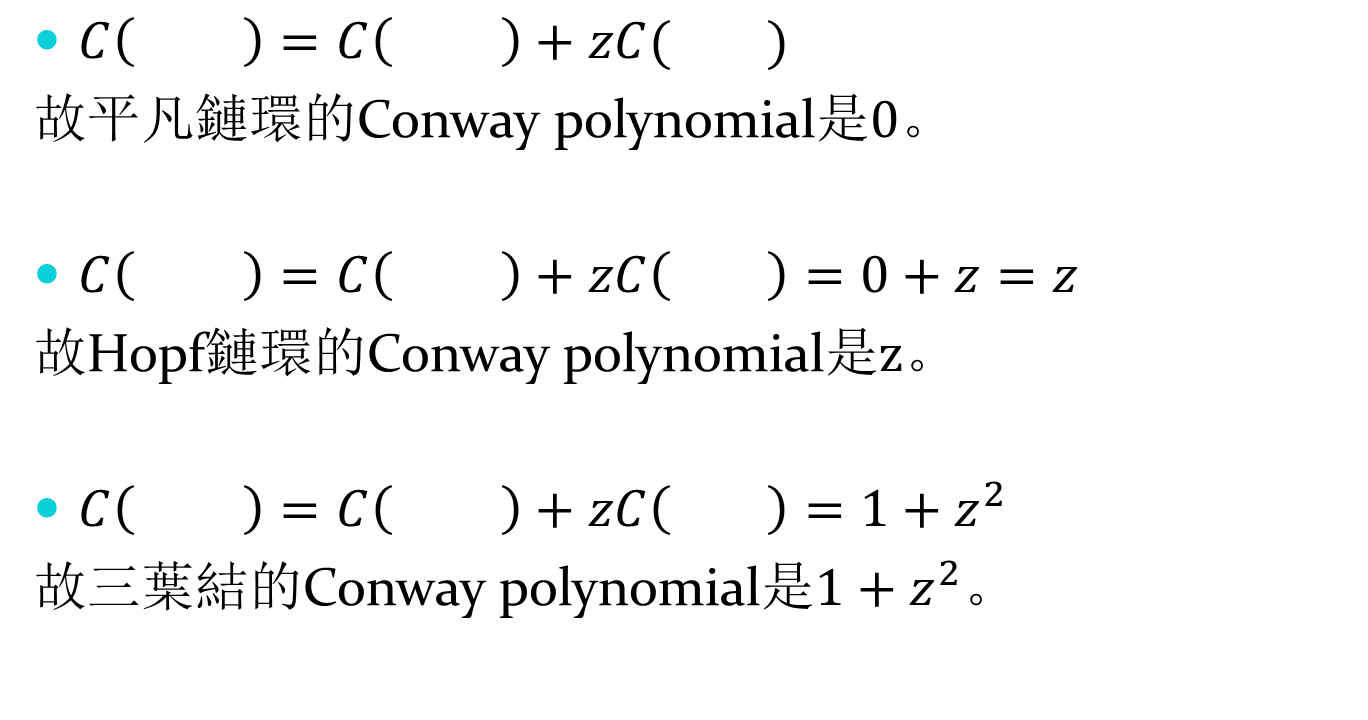 • C(      ) = C(      ) + zC(      )
故平凡鏈環的Conway polynomial是0。
• C(      ) = C(      ) + zC(      ) = 0 + z = z
故Hopf鏈環的Conway polynomial是z。
• C(      ) = C(      ) + zC(      ) = 1 + z²
故三葉結的Conway polynomial是1 + z²。